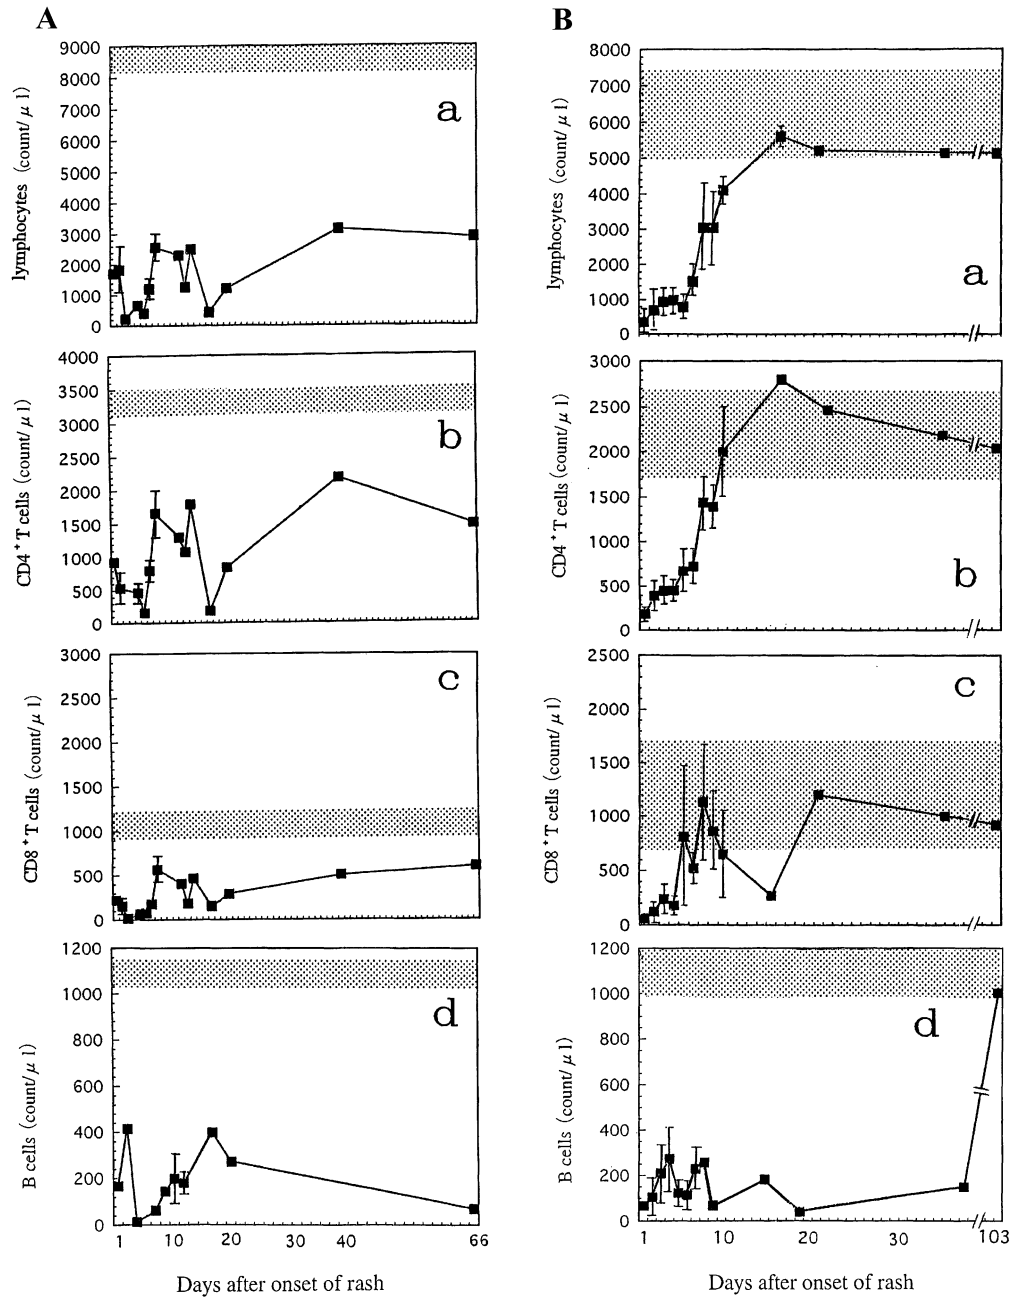 A
B
lymphocytes (count/μl)
9000
8000
7000
6000
5000
4000
3000
2000
1000
0
a
lymphocytes (count/μl)
8000
7000
6000
5000
4000
3000
2000
1000
0
a
CD4⁺T cells (count/μl)
4000
3500
3000
2500
2000
1500
1000
500
0
b
CD4⁺T cells (count/μl)
3000
2500
2000
1500
1000
500
0
b
CD8⁺T cells (count/μl)
3000
2500
2000
1500
1000
500
0
c
CD8⁺T cells (count/μl)
2500
2000
1500
1000
500
0
c
B cells (count/μl)
1200
1000
800
600
400
200
0
d
1 10 20 30 40 66
Days after onset of rash
B cells (count/μl)
1200
1000
800
600
400
200
0
d
1 10 20 30 103
Days after onset of rash